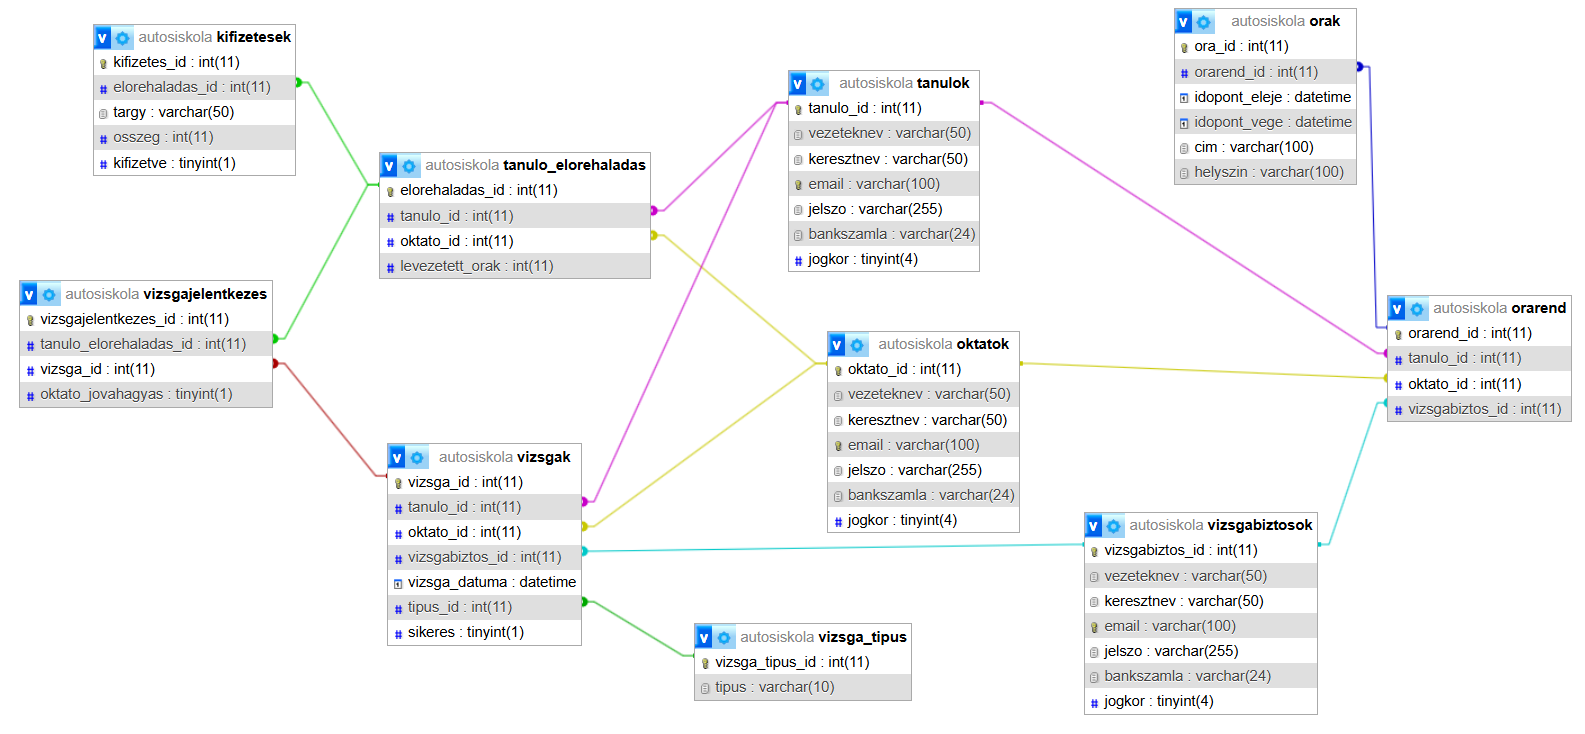 autosiskola kifizetesek
kifizetes_id : int(11)
elorehaladas_id : int(11)
targy : varchar(50)
osszeg : int(11)
kifizetve : tinyint(1)
autosiskola tanulo_elorehaladas
elorehaladas_id : int(11)
tanulo_id : int(11)
oktato_id : int(11)
levezetett_orak : int(11)
autosiskola vizsgajelentkezes
vizsgajelentkezes_id : int(11)
tanulo_elorehaladas_id : int(11)
vizsga_id : int(11)
oktato_jovahagyas : tinyint(1)
autosiskola vizsgak
vizsga_id : int(11)
tanulo_id : int(11)
oktato_id : int(11)
vizsgabiztos_id : int(11)
vizsga_datuma : datetime
tipus_id : int(11)
sikeres : tinyint(1)
autosiskola tanulok
tanulo_id : int(11)
vezeteknev : varchar(50)
keresztnev : varchar(50)
email : varchar(100)
jelszo : varchar(255)
bankszamla : varchar(24)
jogkor : tinyint(4)
autosiskola oktatok
oktato_id : int(11)
vezeteknev : varchar(50)
keresztnev : varchar(50)
email : varchar(100)
jelszo : varchar(255)
bankszamla : varchar(24)
jogkor : tinyint(4)
autosiskola vizsga_tipus
vizsga_tipus_id : int(11)
tipus : varchar(10)
autosiskola orak
ora_id : int(11)
orarend_id : int(11)
idopont_eleje : datetime
idopont_vege : datetime
cim : varchar(100)
helyszin : varchar(100)
autosiskola orarend
orarend_id : int(11)
tanulo_id : int(11)
oktato_id : int(11)
vizsgabiztos_id : int(11)
autosiskola vizsgabiztosok
vizsgabiztos_id : int(11)
vezeteknev : varchar(50)
keresztnev : varchar(50)
email : varchar(100)
jelszo : varchar(255)
bankszamla : varchar(24)
jogkor : tinyint(4)